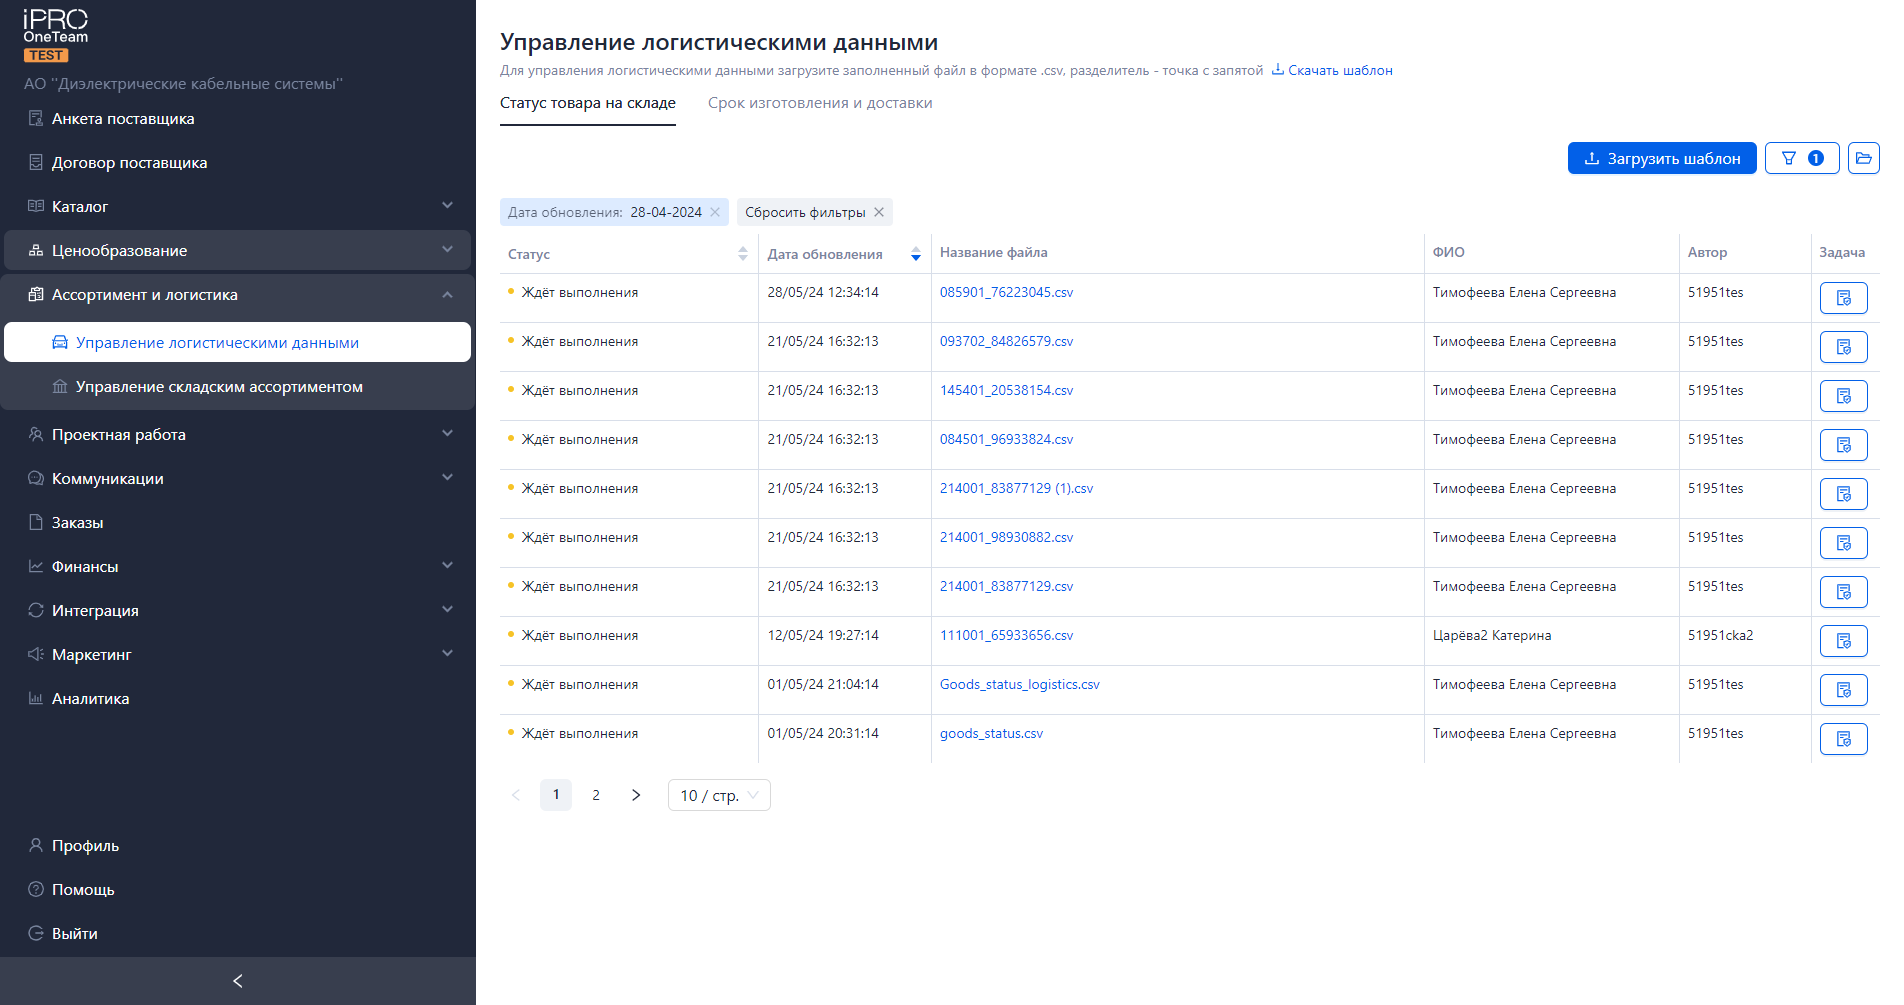 iPRO
OneTeam
TEST
АО "Диэлектрические кабельные системы"
Анкета поставщика
Договор поставщика
Каталог
Ценообразование
Ассортимент и логистика
Управление логистическими данными
Управление складским ассортиментом
Проектная работа
Коммуникации
Заказы
Финансы
Интеграция
Маркетинг
Аналитика
Профиль
Помощь
Выйти
Управление логистическими данными
Для управления логистическими данными загрузите заполненный файл в формате .csv, разделитель - точка с запятой Скачать шаблон
Статус товара на складе Срок изготовления и доставки
Загрузить шаблон 1
Дата обновления: 28-04-2024 Сбросить фильтры
Статус Дата обновления Название файла ФИО Автор Задача
Ждёт выполнения 28/05/24 12:34:14 085901_76223045.csv Тимофеева Елена Сергеевна 51951tes
Ждёт выполнения 21/05/24 16:32:13 093702_84826579.csv Тимофеева Елена Сергеевна 51951tes
Ждёт выполнения 21/05/24 16:32:13 145401_20538154.csv Тимофеева Елена Сергеевна 51951tes
Ждёт выполнения 21/05/24 16:32:13 084501_96933824.csv Тимофеева Елена Сергеевна 51951tes
Ждёт выполнения 21/05/24 16:32:13 214001_83877129 (1).csv Тимофеева Елена Сергеевна 51951tes
Ждёт выполнения 21/05/24 16:32:13 214001_98930882.csv Тимофеева Елена Сергеевна 51951tes
Ждёт выполнения 21/05/24 16:32:13 214001_83877129.csv Тимофеева Елена Сергеевна 51951tes
Ждёт выполнения 12/05/24 19:27:14 111001_65933656.csv Царёва2 Катерина 51951cka2
Ждёт выполнения 01/05/24 21:04:14 Goods_status_logistics.csv Тимофеева Елена Сергеевна 51951tes
Ждёт выполнения 01/05/24 20:31:14 goods_status.csv Тимофеева Елена Сергеевна 51951tes
1 2 10 / стр.